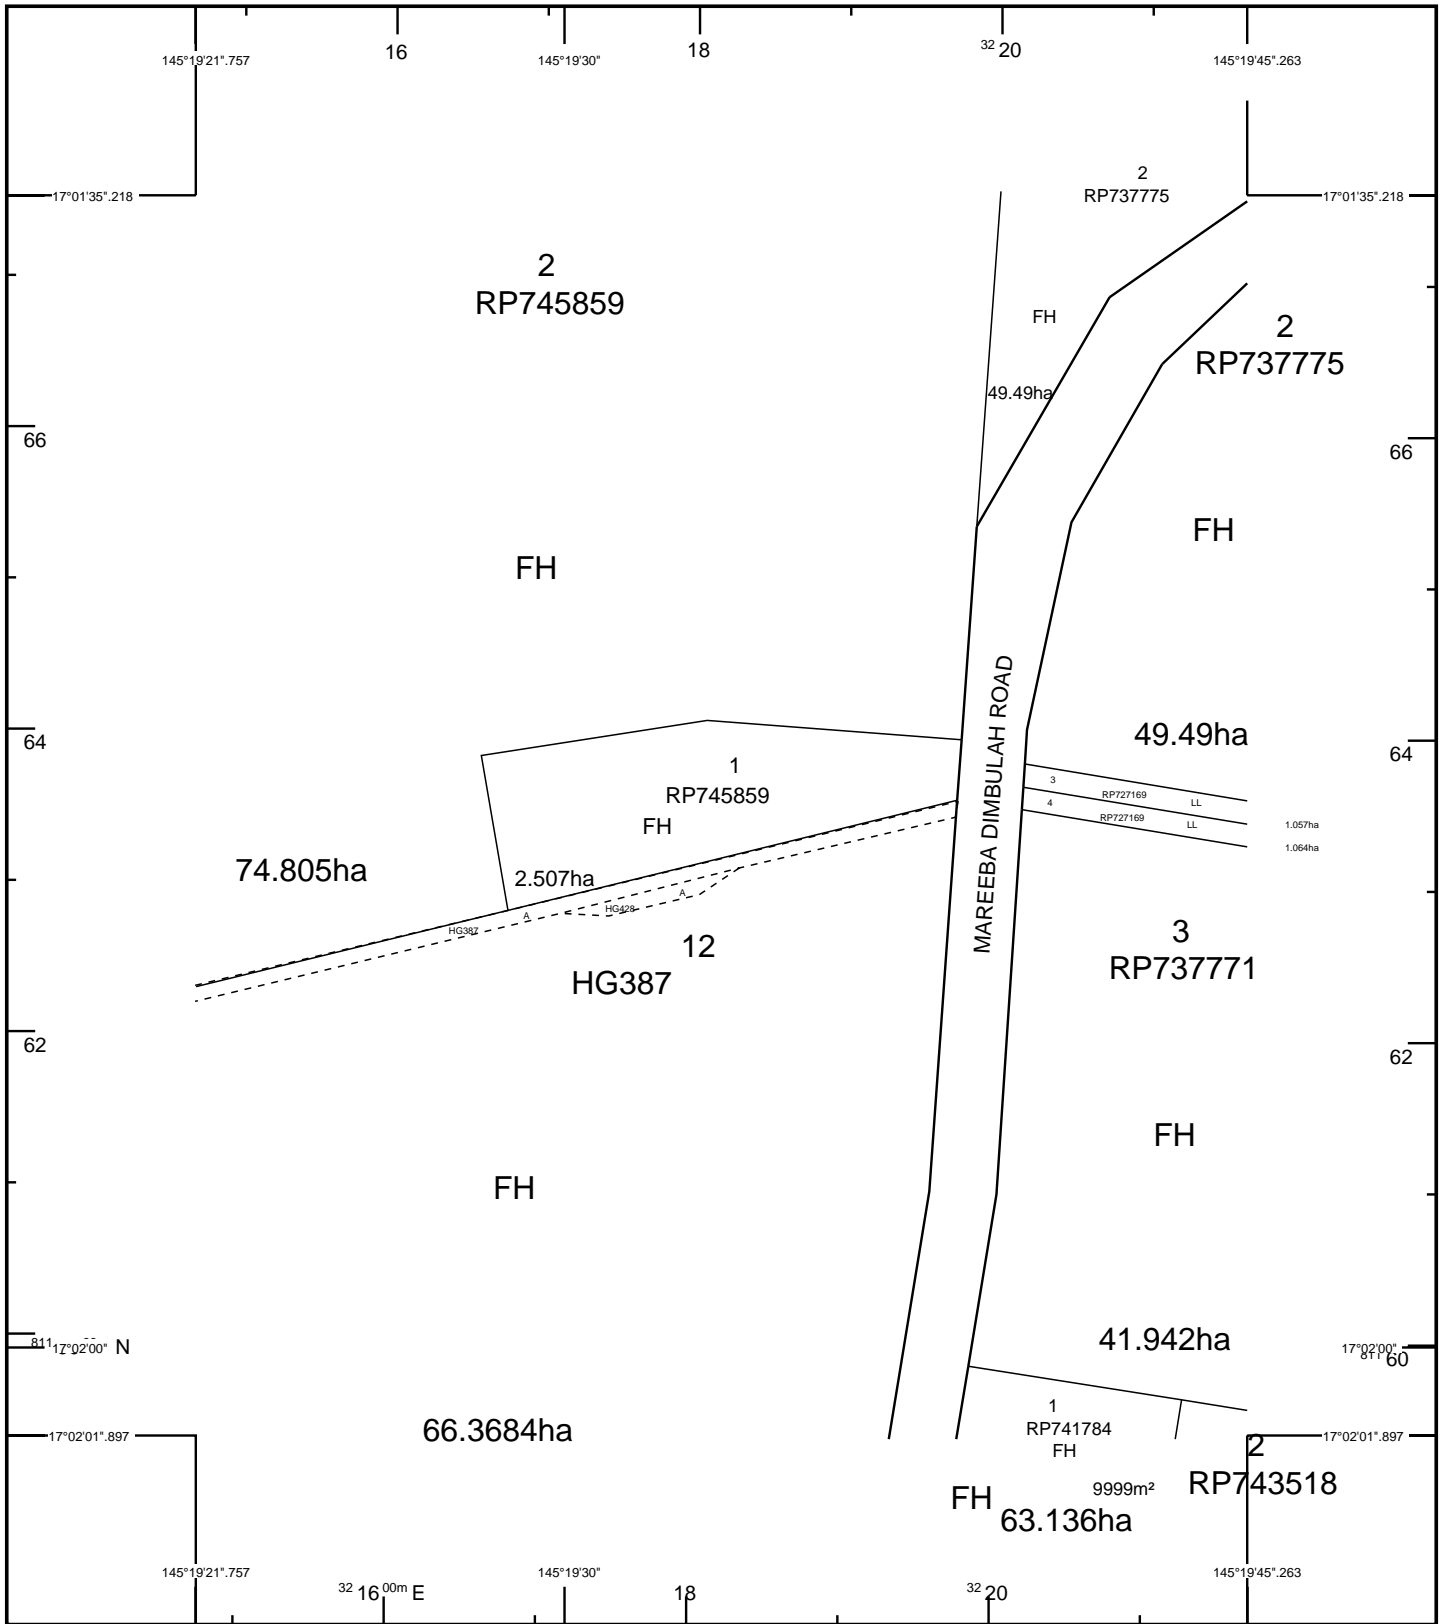 16
18
32 20
145°19'21".757
145°19'30"
145°19'45".263
2
RP737775
17°01'35".218
17°01'35".218
2
RP745859
FH
2
RP737775
49.49ha
66
66
FH
FH
MAREEBA DIMBULAH ROAD
64
49.49ha
64
1
RP745859
FH
3
RP727169
LL
4
RP727169
LL
1.057ha
1.064ha
74.805ha
2.507ha
A
A
HG428
HG387
12
HG387
3
RP737771
62
62
FH
FH
41.942ha
811
17°02'00" N
17°02'00"
60
66.3684ha
1
RP741784
FH
17°02'01".897
17°02'01".897
2
RP743518
9999m²
FH
63.136ha
145°19'21".757
145°19'30"
145°19'45".263
32 16 00m E
18
32 20